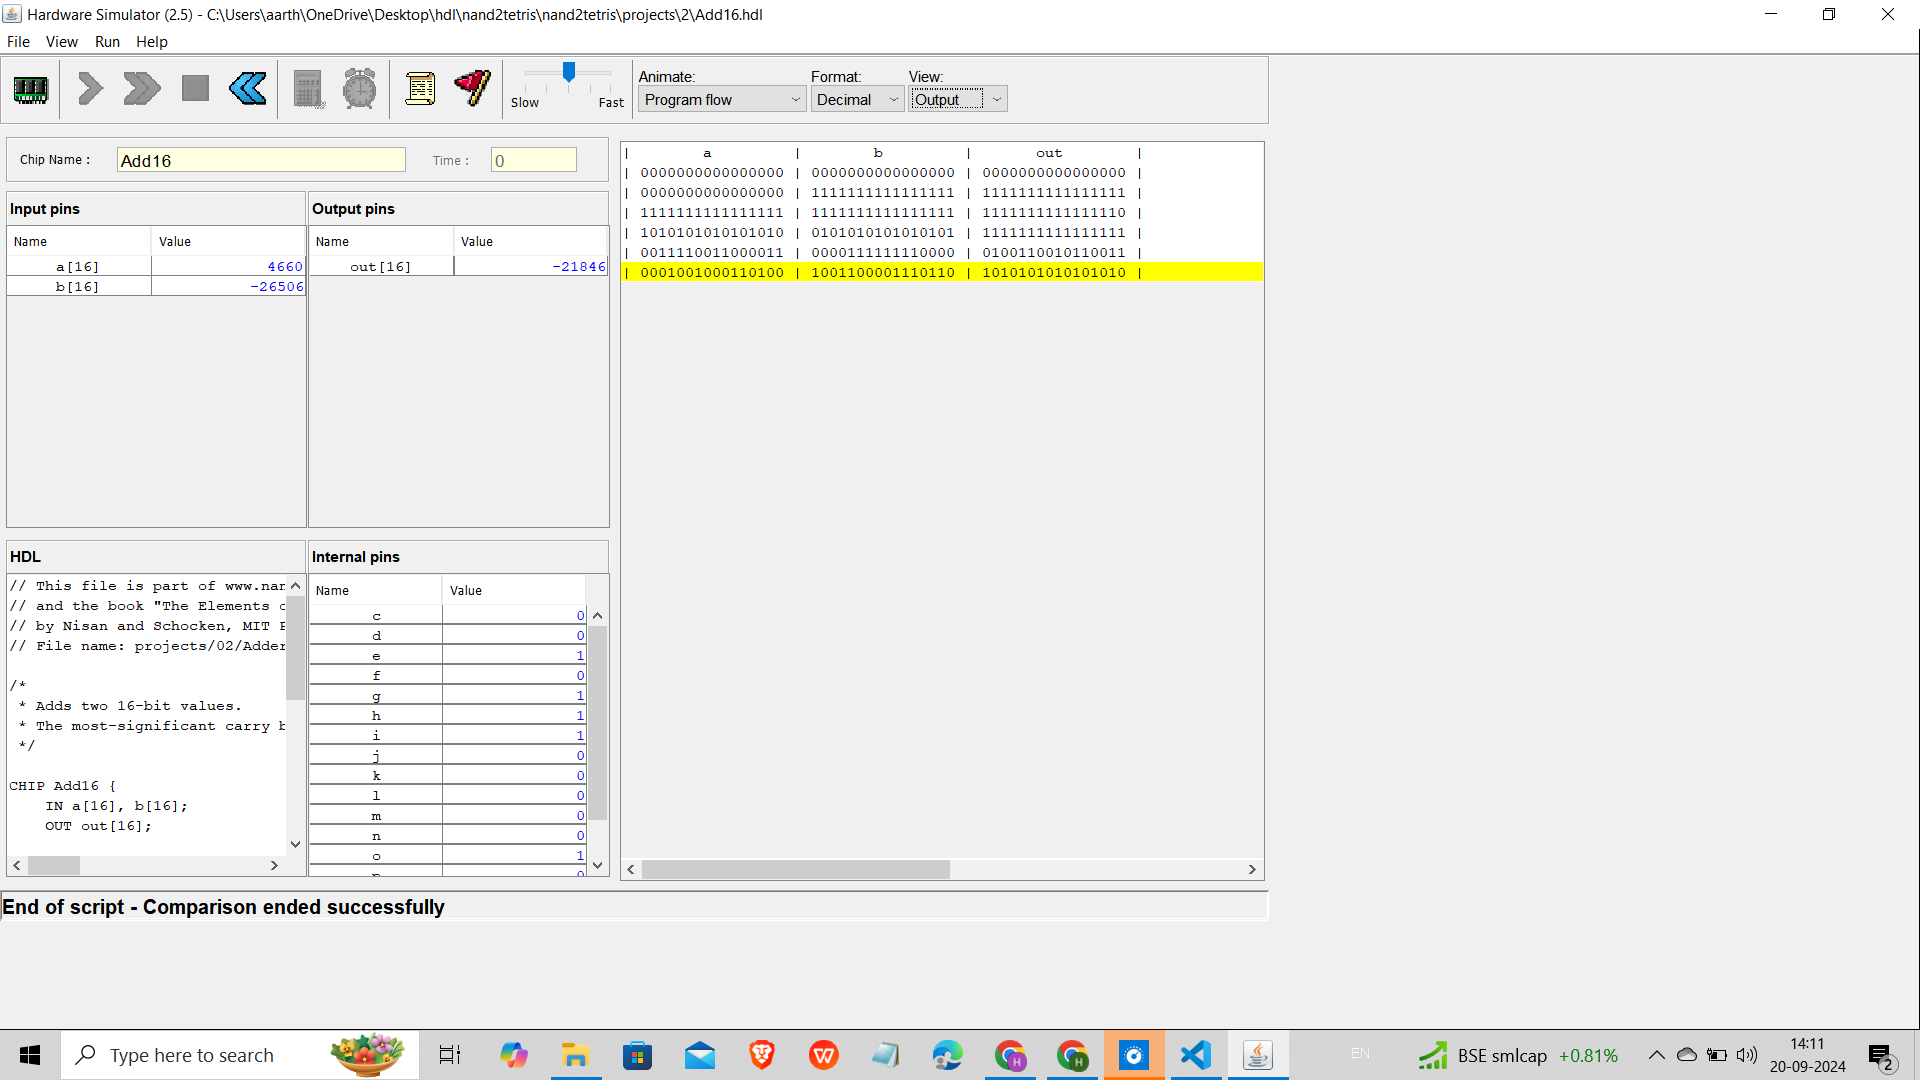 Hardware Simulator (2.5) - C:\Users\aarth\OneDrive\Desktop\hdl\nand2tetris\nand2tetris\projects\2\Add16.hdl
File View Run Help
Slow Fast
Animate: Format: View:
Program flow Decimal Output
Chip Name : Add16 Time : 0
Input pins
Name Value
a[16] 4660
b[16] -26506
Output pins
Name Value
out[16] -21846
| a | b | out |
| 0000000000000000 | 0000000000000000 | 0000000000000000 |
| 0000000000000000 | 1111111111111111 | 1111111111111111 |
| 1111111111111111 | 1111111111111111 | 1111111111111110 |
| 1010101010101010 | 0101010101010101 | 1111111111111111 |
| 0011110011000011 | 0000111111110000 | 0100110010110011 |
| 0001001000110100 | 1001100001110110 | 1010101010101010 |
HDL
// This file is part of www.nan
// and the book "The Elements o
// by Nisan and Schocken, MIT P
// File name: projects/02/Adder
/*
* Adds two 16-bit values.
* The most-significant carry b
*/
CHIP Add16 {
IN a[16], b[16];
OUT out[16];
Internal pins
Name Value
c 0
d 0
e 1
f 0
g 1
h 1
i 1
j 0
k 0
l 0
m 0
n 0
o 1
End of script - Comparison ended successfully
Type here to search
EN
BSE smlcap +0.81%
14:11
20-09-2024
2